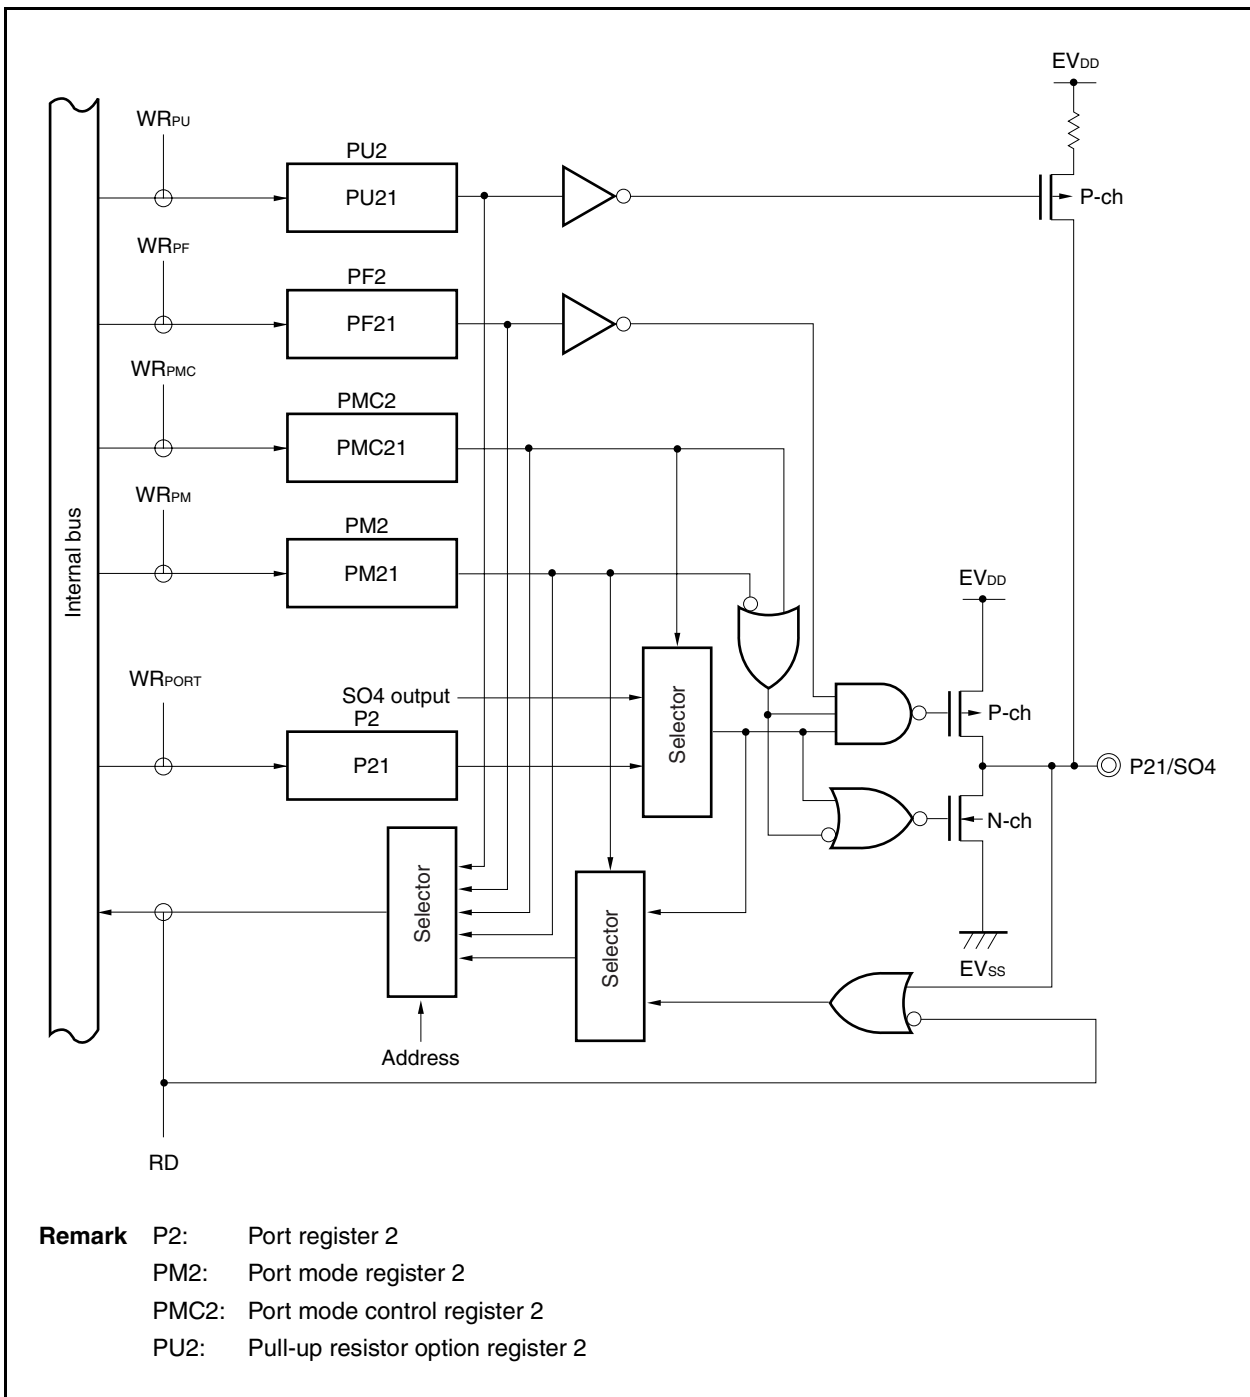 EVDD
WRPU
PU2
PU21
P-ch
WRPF
PF2
PF21
WRPMC
PMC2
PMC21
WRPM
PM2
PM21
Internal bus
EVDD
WRPORT
SO4 output
P2
P21
Selector
P-ch
P21/SO4
N-ch
Selector
Selector
EVSS
Address
RD
Remark P2: Port register 2
PM2: Port mode register 2
PMC2: Port mode control register 2
PU2: Pull-up resistor option register 2